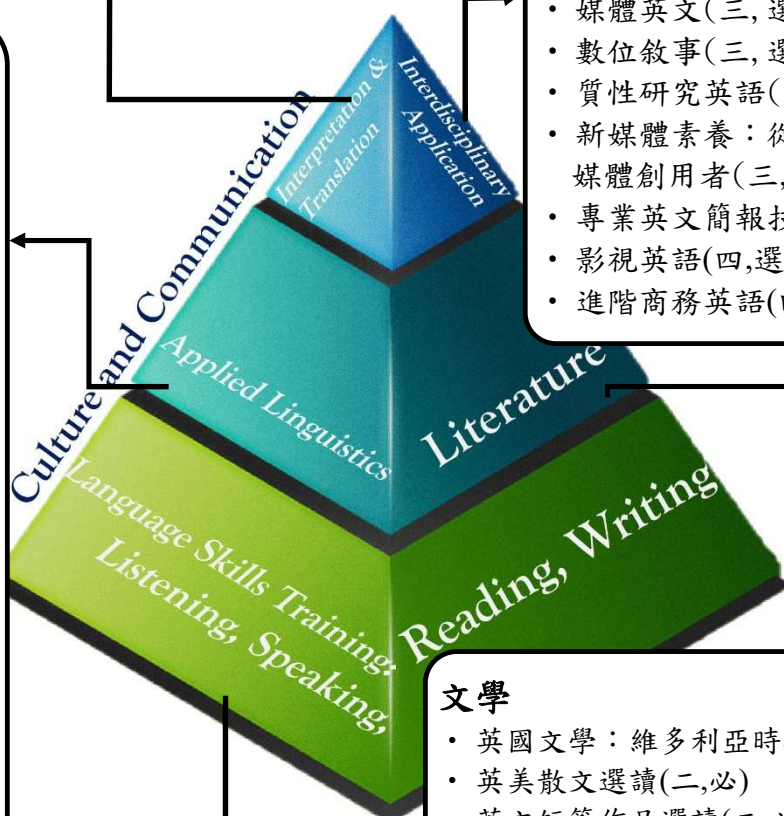 媒體英文(三,
數位敘事(三,
質性研究英語(
新媒體素養：
媒體創用者(三,
專業英文簡報
影視英語(四,選
進階商務英語(
Interpretation &
Translation
Interdisciplinary
Application
Culture and Communication
Applied Linguistics
Literature
Language Skills Training:
Listening, Speaking,
Reading, Writing
文學
英國文學：維多利亞時
英美散文選讀(二,必)